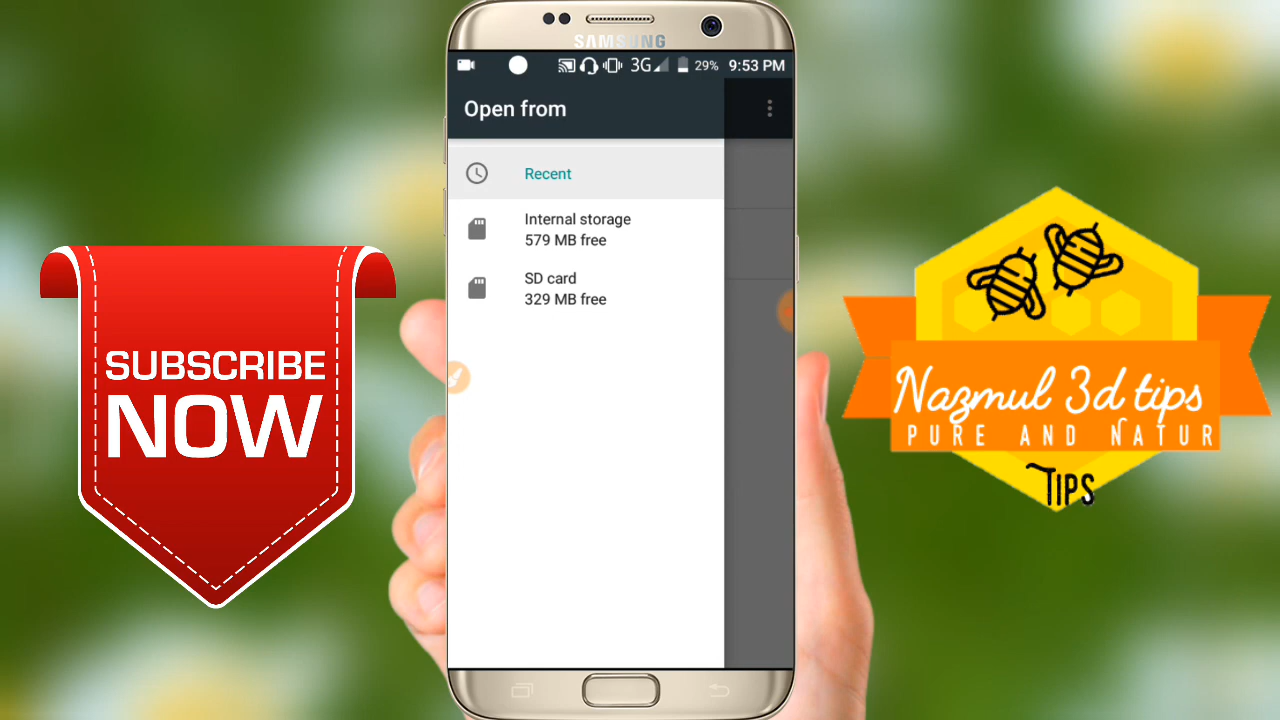 SAMSUNG
3G 29% 9:53 PM
Open from
Recent
Internal storage
579 MB free
SD card
329 MB free
SUBSCRIBE
NOW
Nazmul 3d tips
PURE AND NATUR
TIPS